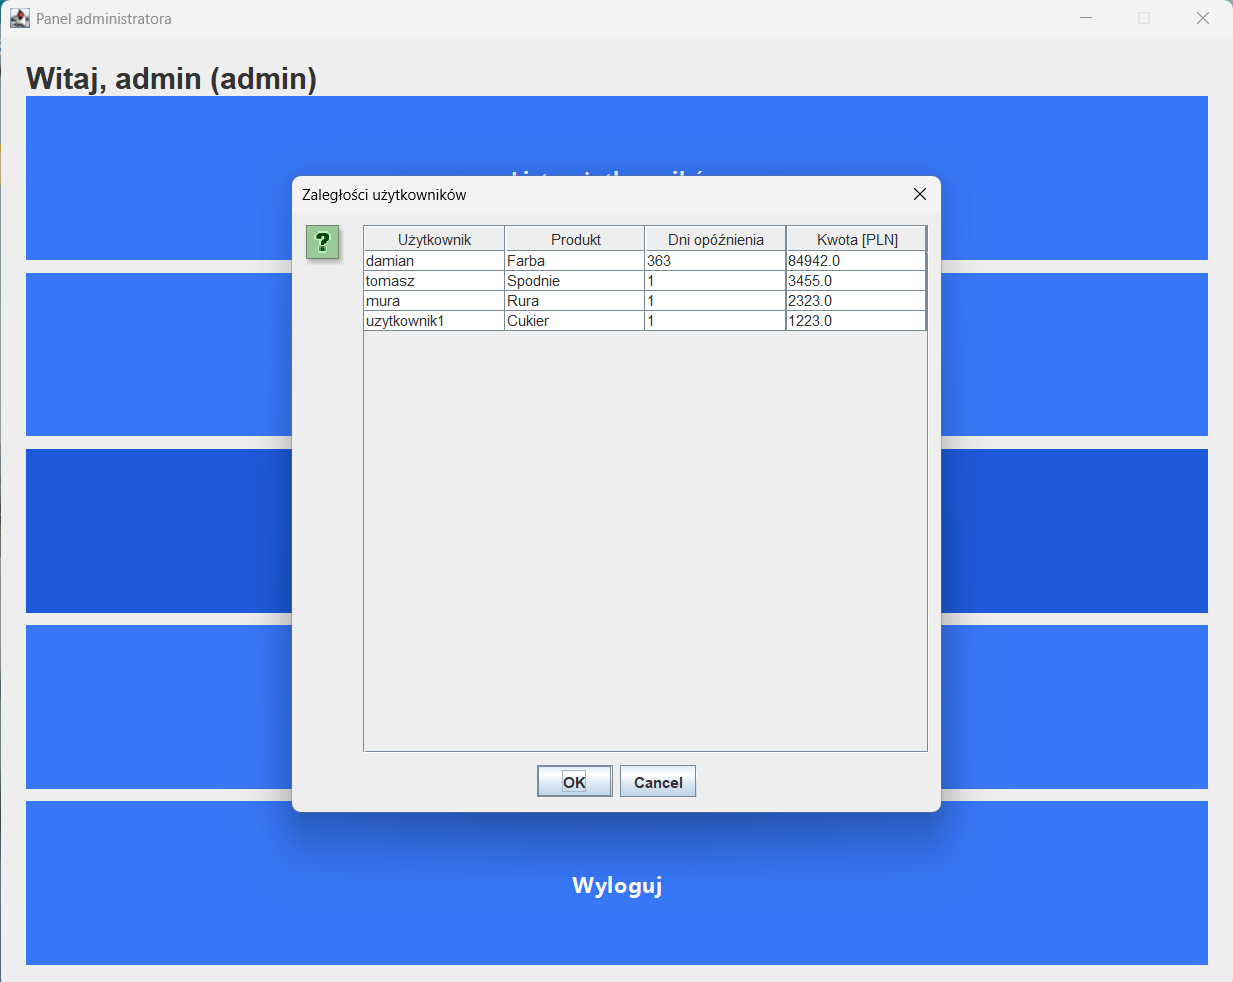 Panel administratora
Witaj, admin (admin)
Zaległości użytkowników
Użytkownik Produkt Dni opóźnienia Kwota [PLN]
damian Farba 363 84942.0
tomasz Spodnie 1 3455.0
mura Rura 1 2323.0
uzytkownik1 Cukier 1 1223.0
OK Cancel
Wyloguj